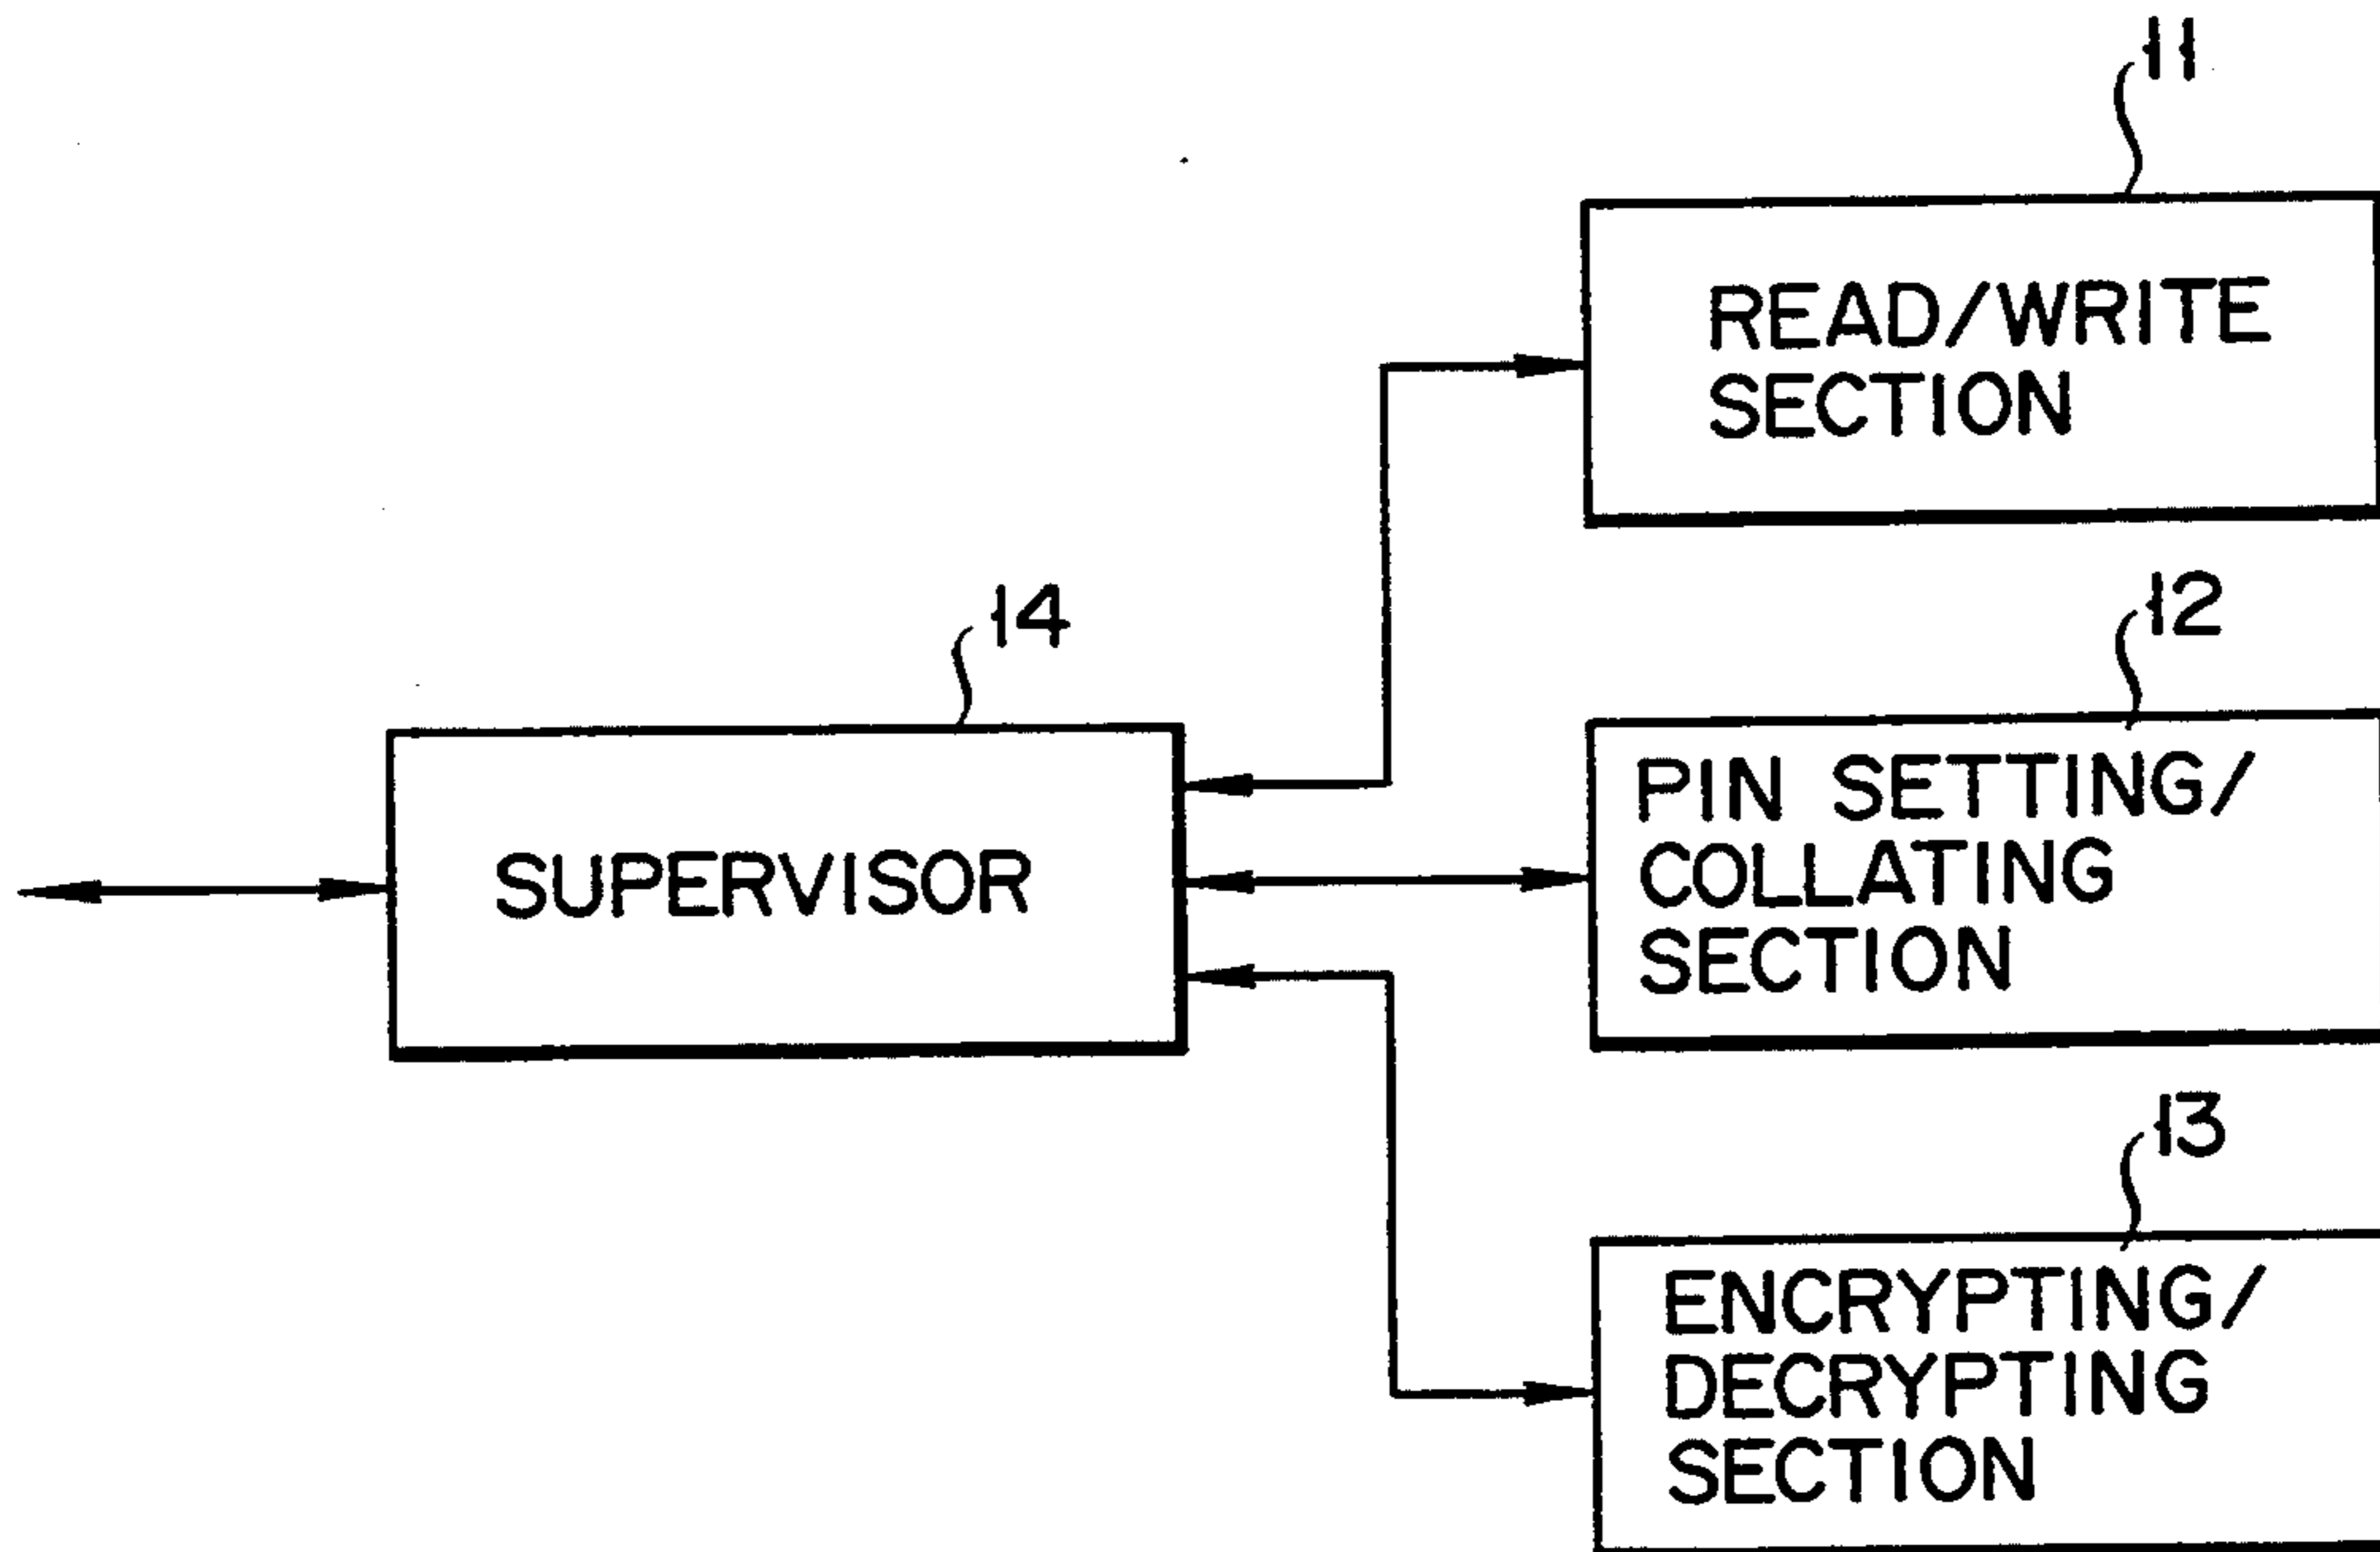 11
READ/WRITE
SECTION
14
SUPERVISOR
12
PIN SETTING/
COLLATING
SECTION
13
ENCRYPTING/
DECRYPTING
SECTION